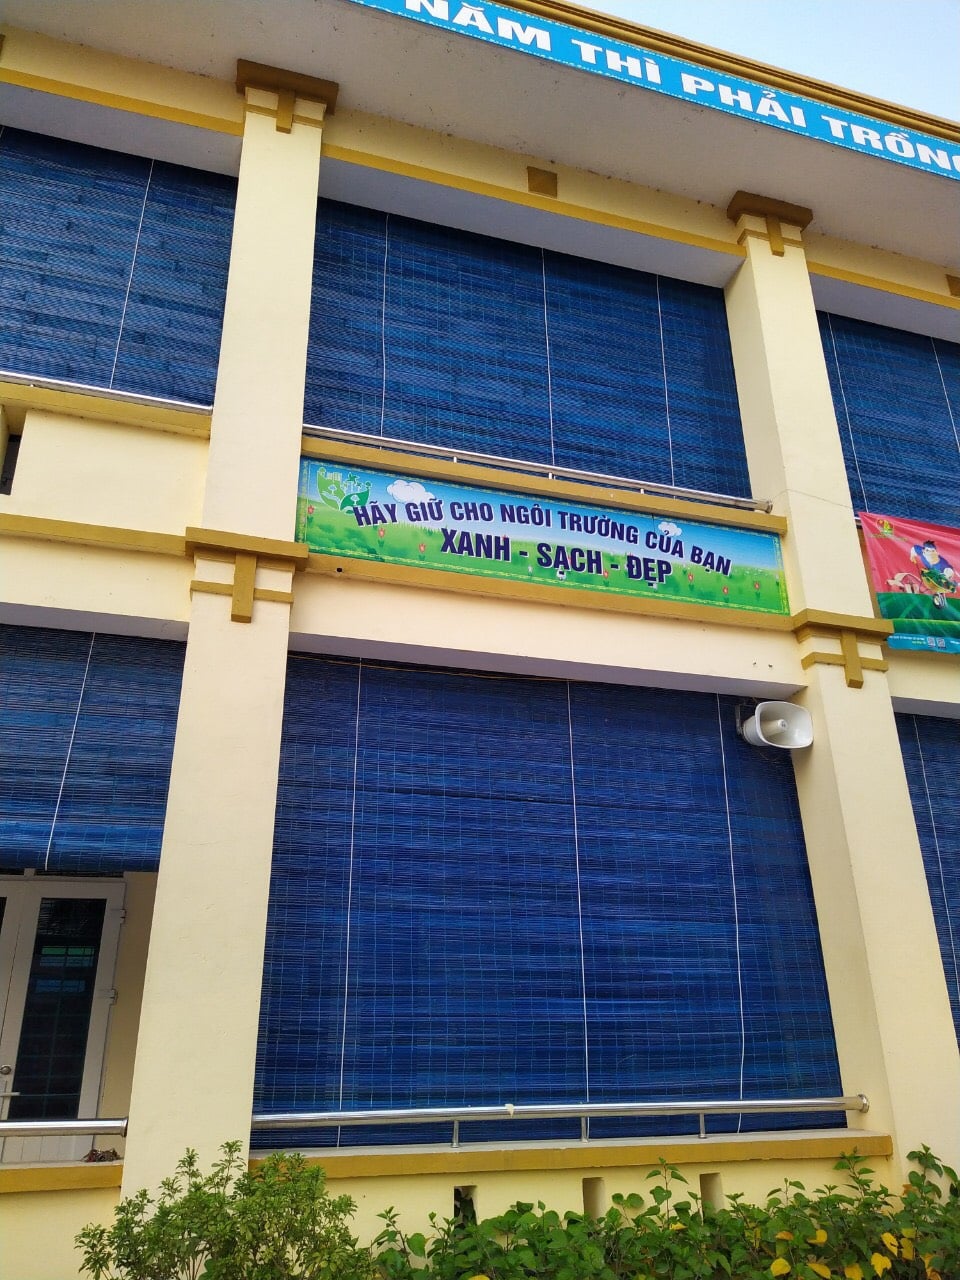 NĂM THÌ PHẢI TRỒNG
HÃY GIỮ CHO NGÔI TRƯỜNG CỦA BẠN
XANH - SẠCH - ĐẸP